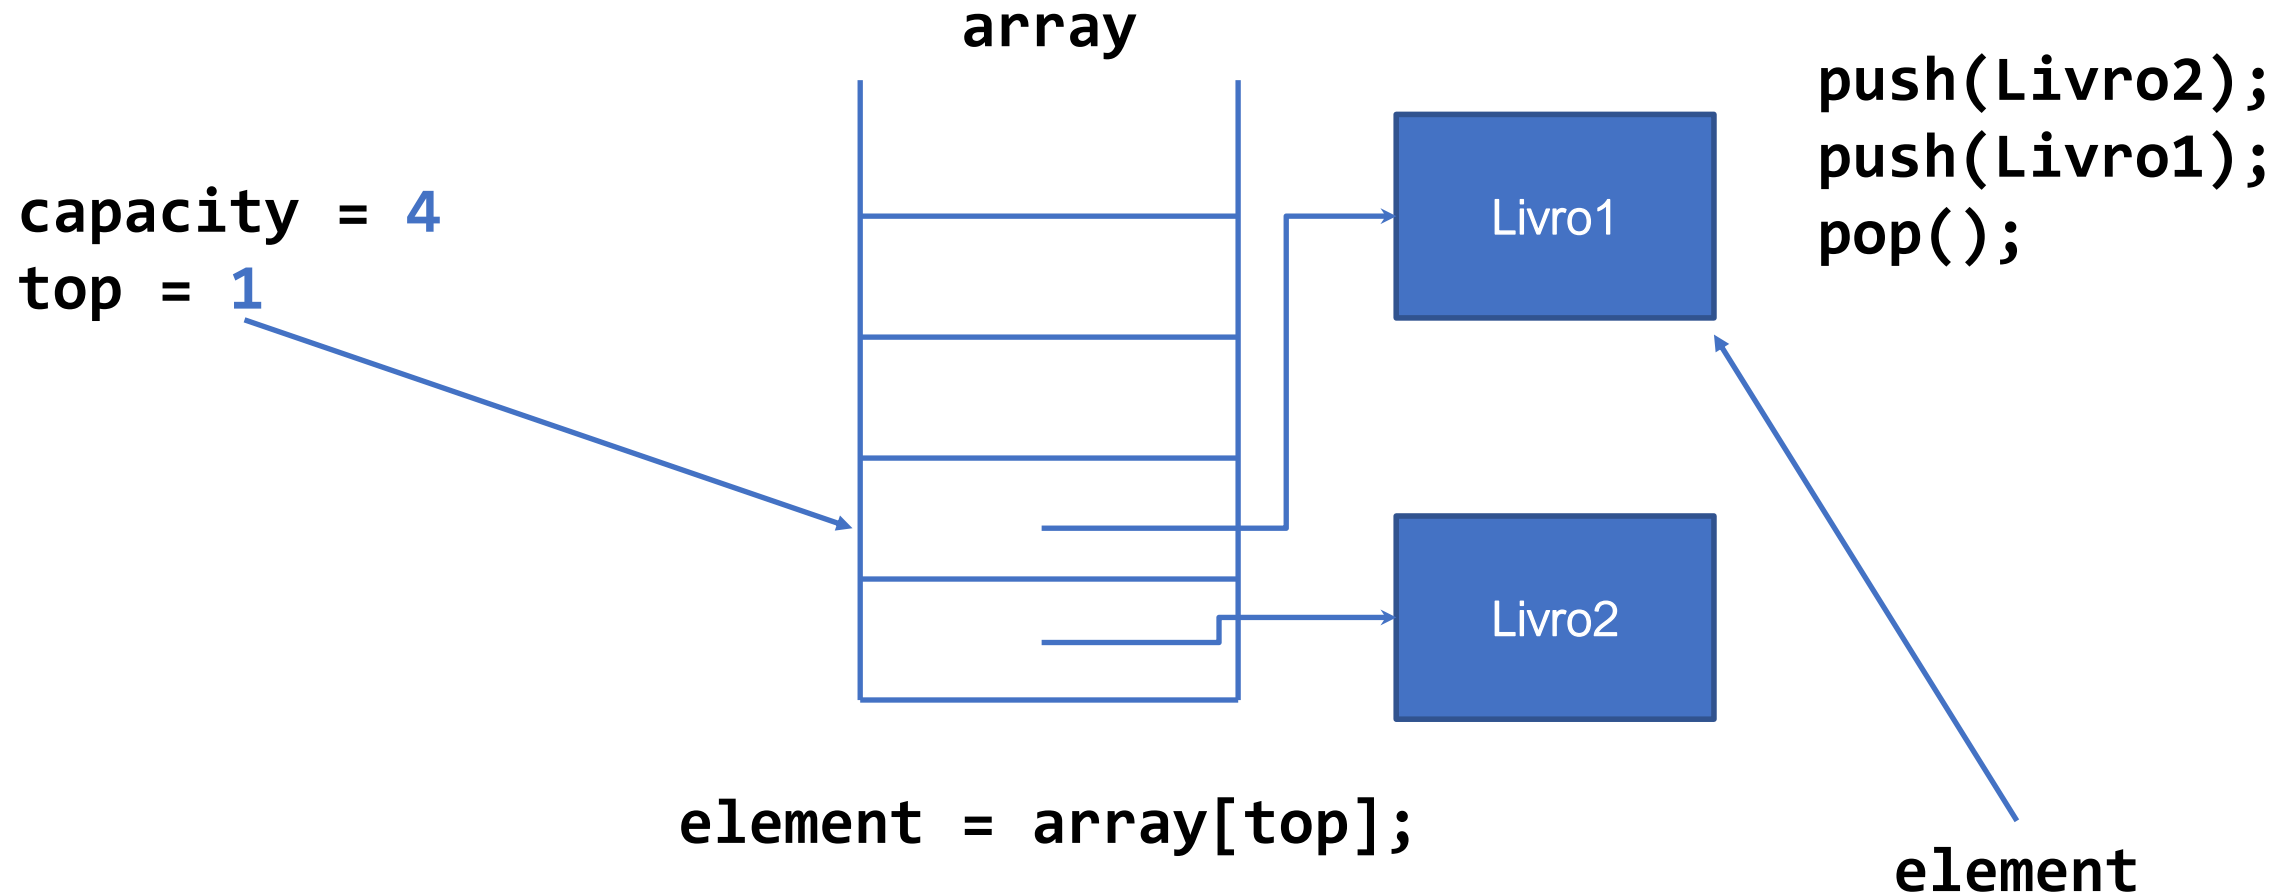 array
push(Livro2);
push(Livro1);
pop();
capacity = 4
top = 1
Livro1
Livro2
element = array[top];
element